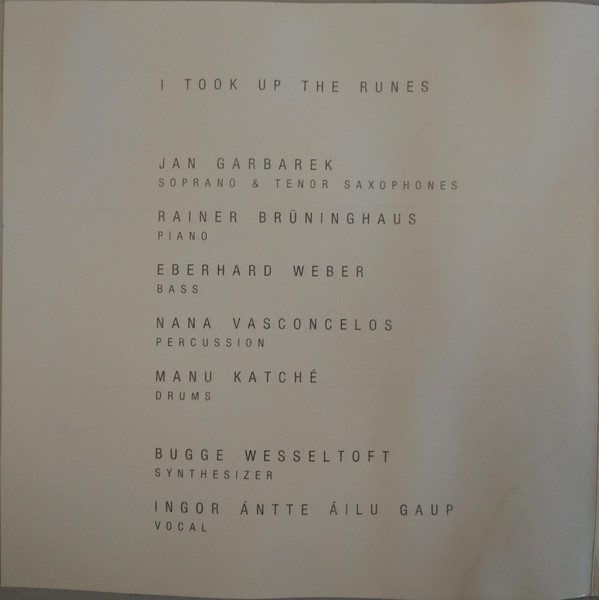 I TOOK UP THE RUNES
JAN GARBAREK
SOPRANO & TENOR SAXOPHONES
RAINER BRÜNINGHAUS
PIANO
EBERHARD WEBER
BASS
NANA VASCONCELOS
PERCUSSION
MANU KATCHÉ
DRUMS
BUGGE WESSELTOFT
SYNTHESIZER
INGOR ÁNTTE ÁILU GAUP
VOCAL